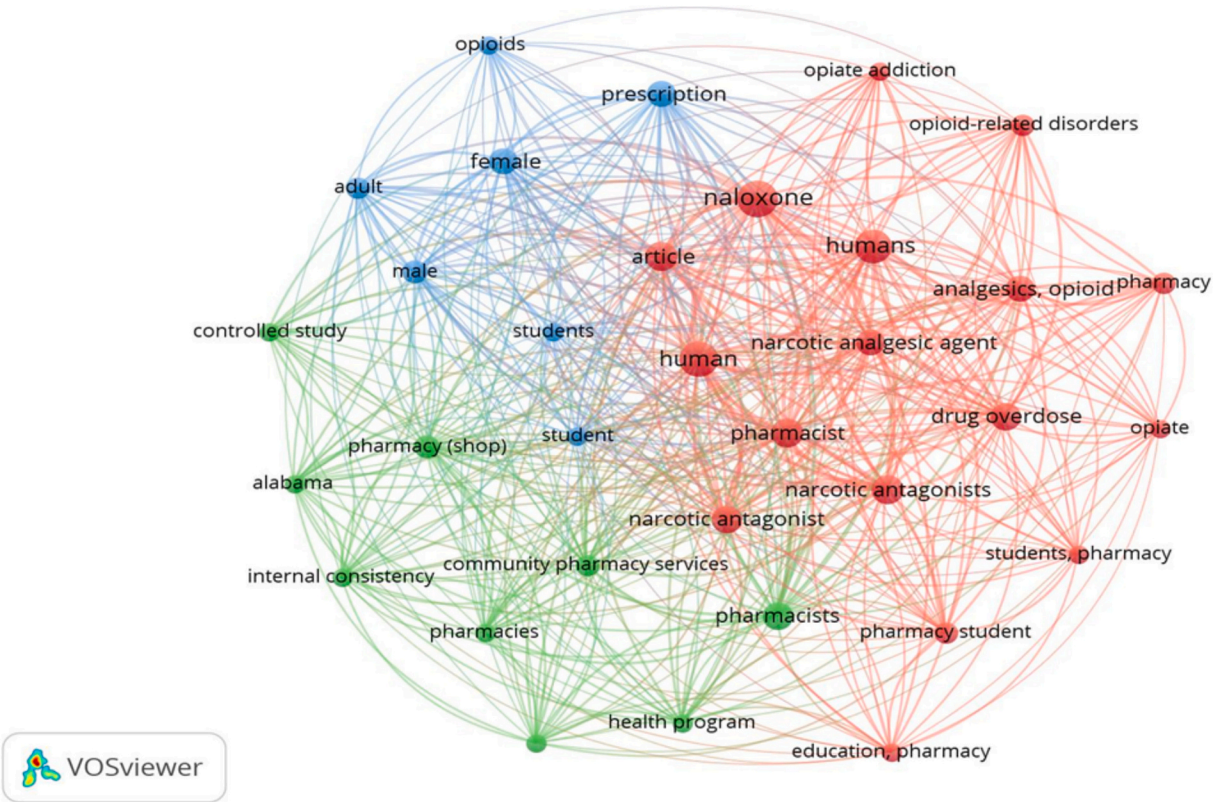 opioids
opiate addiction
prescription
opioid-related disorders
female
adult
naloxone
humans
article
male
analgesics, opioid
pharmacy
controlled study
students
narcotic analgesic agent
human
drug overdose
opiate
pharmacist
student
pharmacy (shop)
alabama
narcotic antagonists
narcotic antagonist
students, pharmacy
community pharmacy services
internal consistency
pharmacists
pharmacies
pharmacy student
health program
education, pharmacy
VOSviewer